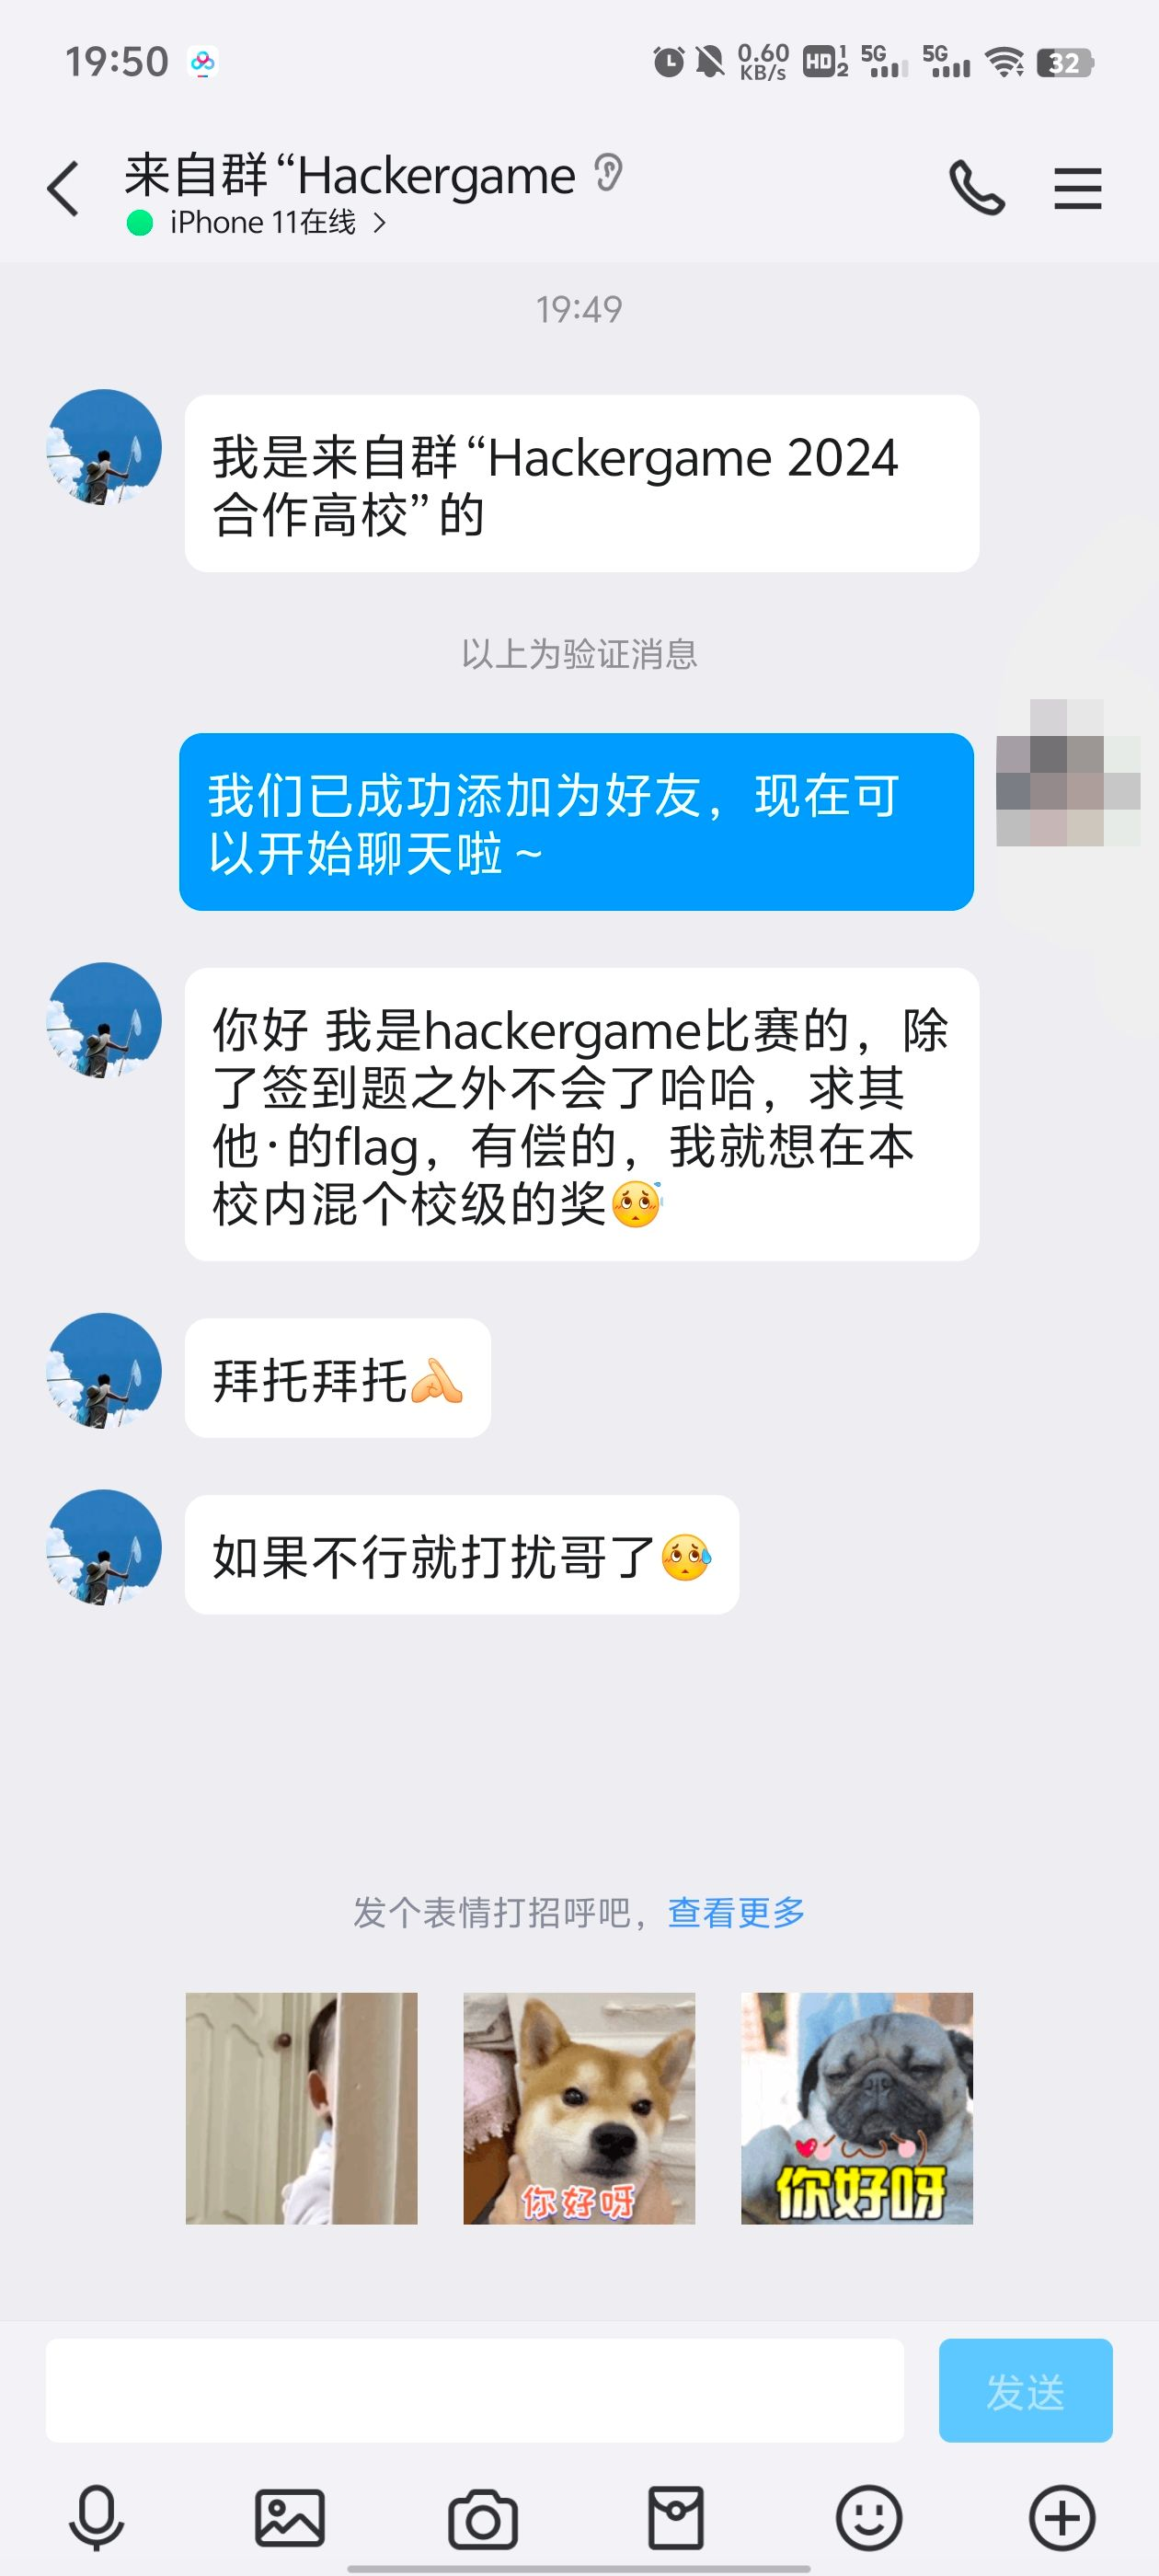 19:50
0.60
KB/s
HD 1
2
5G
5G
32
来自群“Hackergame
iPhone 11在线
19:49
我是来自群“Hackergame 2024
合作高校”的
以上为验证消息
我们已成功添加为好友，现在可
以开始聊天啦~
你好 我是hackergame比赛的，除
了签到题之外不会了哈哈，求其
他·的flag，有偿的，我就想在本
校内混个校级的奖😥
拜托拜托🙏
如果不行就打扰哥了😥
发个表情打招呼吧，查看更多
你好呀
你好呀
发送